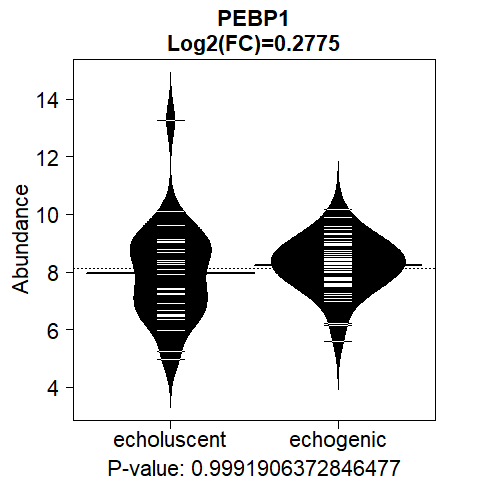 PEBP1
Log2(FC)=0.2775
Abundance
14
12
10
8
6
4
echoluscent
echogenic
P-value: 0.9991906372846477